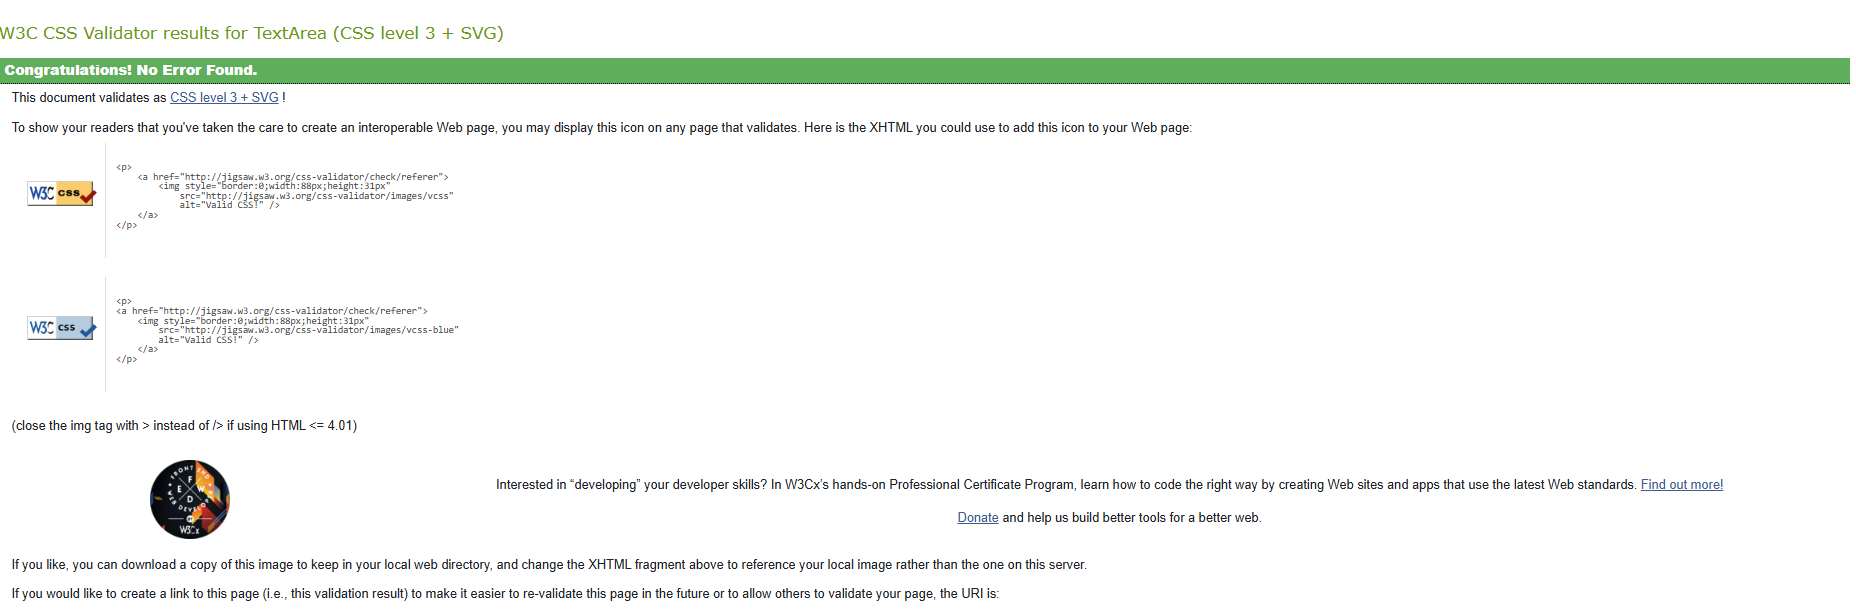 W3C CSS Validator results for TextArea (CSS level 3 + SVG)
Congratulations! No Error Found.
This document validates as CSS level 3 + SVG !
To show your readers that you've taken the care to create an interoperable Web page, you may display this icon on any page that validates. Here is the XHTML you could use to add this icon to your Web page:
W3C css
<p>
<a href="http://jigsaw.w3.org/css-validator/check/referer">
<img style="border:0;width:88px;height:31px"
src="http://jigsaw.w3.org/css-validator/images/vcss"
alt="Valid CSS!" />
</a>
</p>
W3C css
<p>
<a href="http://jigsaw.w3.org/css-validator/check/referer">
<img style="border:0;width:88px;height:31px"
src="http://jigsaw.w3.org/css-validator/images/vcss-blue"
alt="Valid CSS!" />
</a>
</p>
(close the img tag with > instead of /> if using HTML <= 4.01)
FRONT END
F E W D
W3Cx
Interested in “developing” your developer skills? In W3Cx’s hands-on Professional Certificate Program, learn how to code the right way by creating Web sites and apps that use the latest Web standards. Find out more!
Donate and help us build better tools for a better web.
If you like, you can download a copy of this image to keep in your local web directory, and change the XHTML fragment above to reference your local image rather than the one on this server.
If you would like to create a link to this page (i.e., this validation result) to make it easier to re-validate this page in the future or to allow others to validate your page, the URI is: